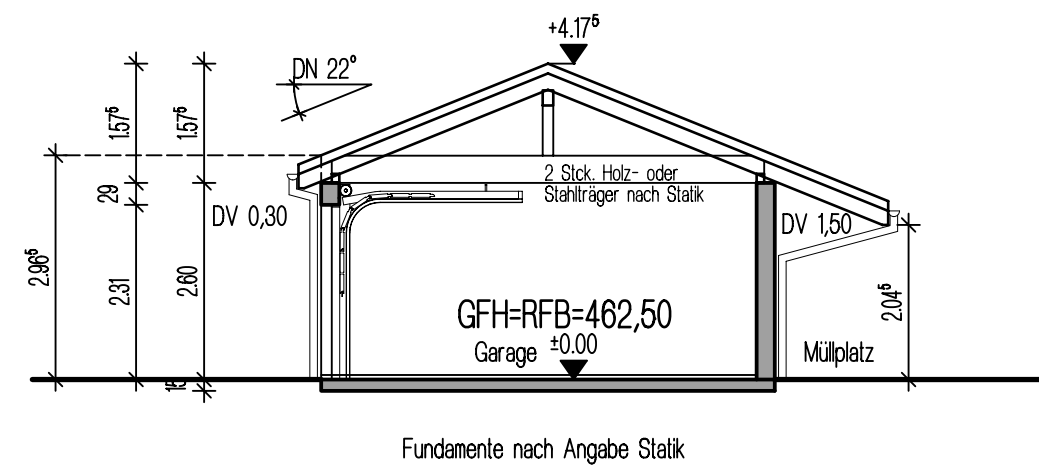 +4.17⁵
DN 22°
1.57⁵
1.57⁵
29
2 Stck. Holz- oder
Stahlträger nach Statik
DV 0,30
DV 1,50
2.96⁵
2.31
2.60
2.04⁵
GFH=RFB=462,50
Garage ±0.00
Müllplatz
15
Fundamente nach Angabe Statik